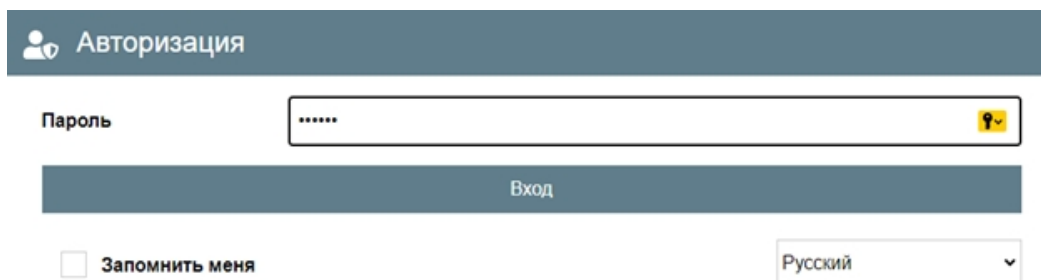 Авторизация
Пароль ••••••
Вход
Запомнить меня Русский